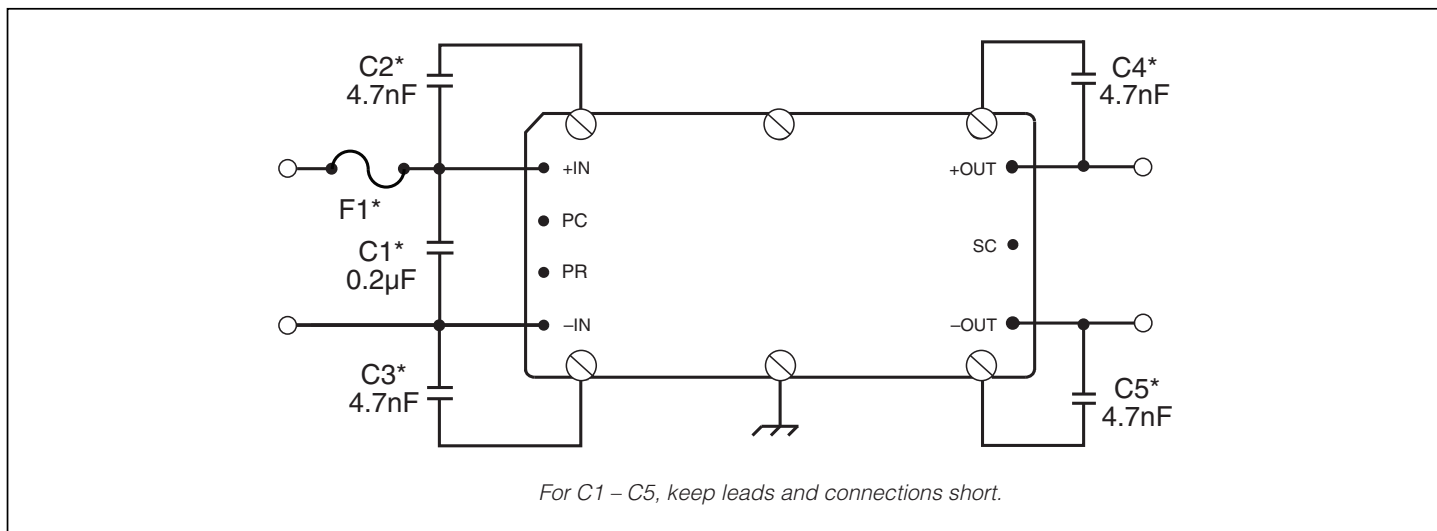 C2*
4.7nF
C4*
4.7nF
+IN
+OUT
F1*
PC
C1*
0.2µF
SC
PR
–IN
–OUT
C3*
4.7nF
C5*
4.7nF
For C1 – C5, keep leads and connections short.